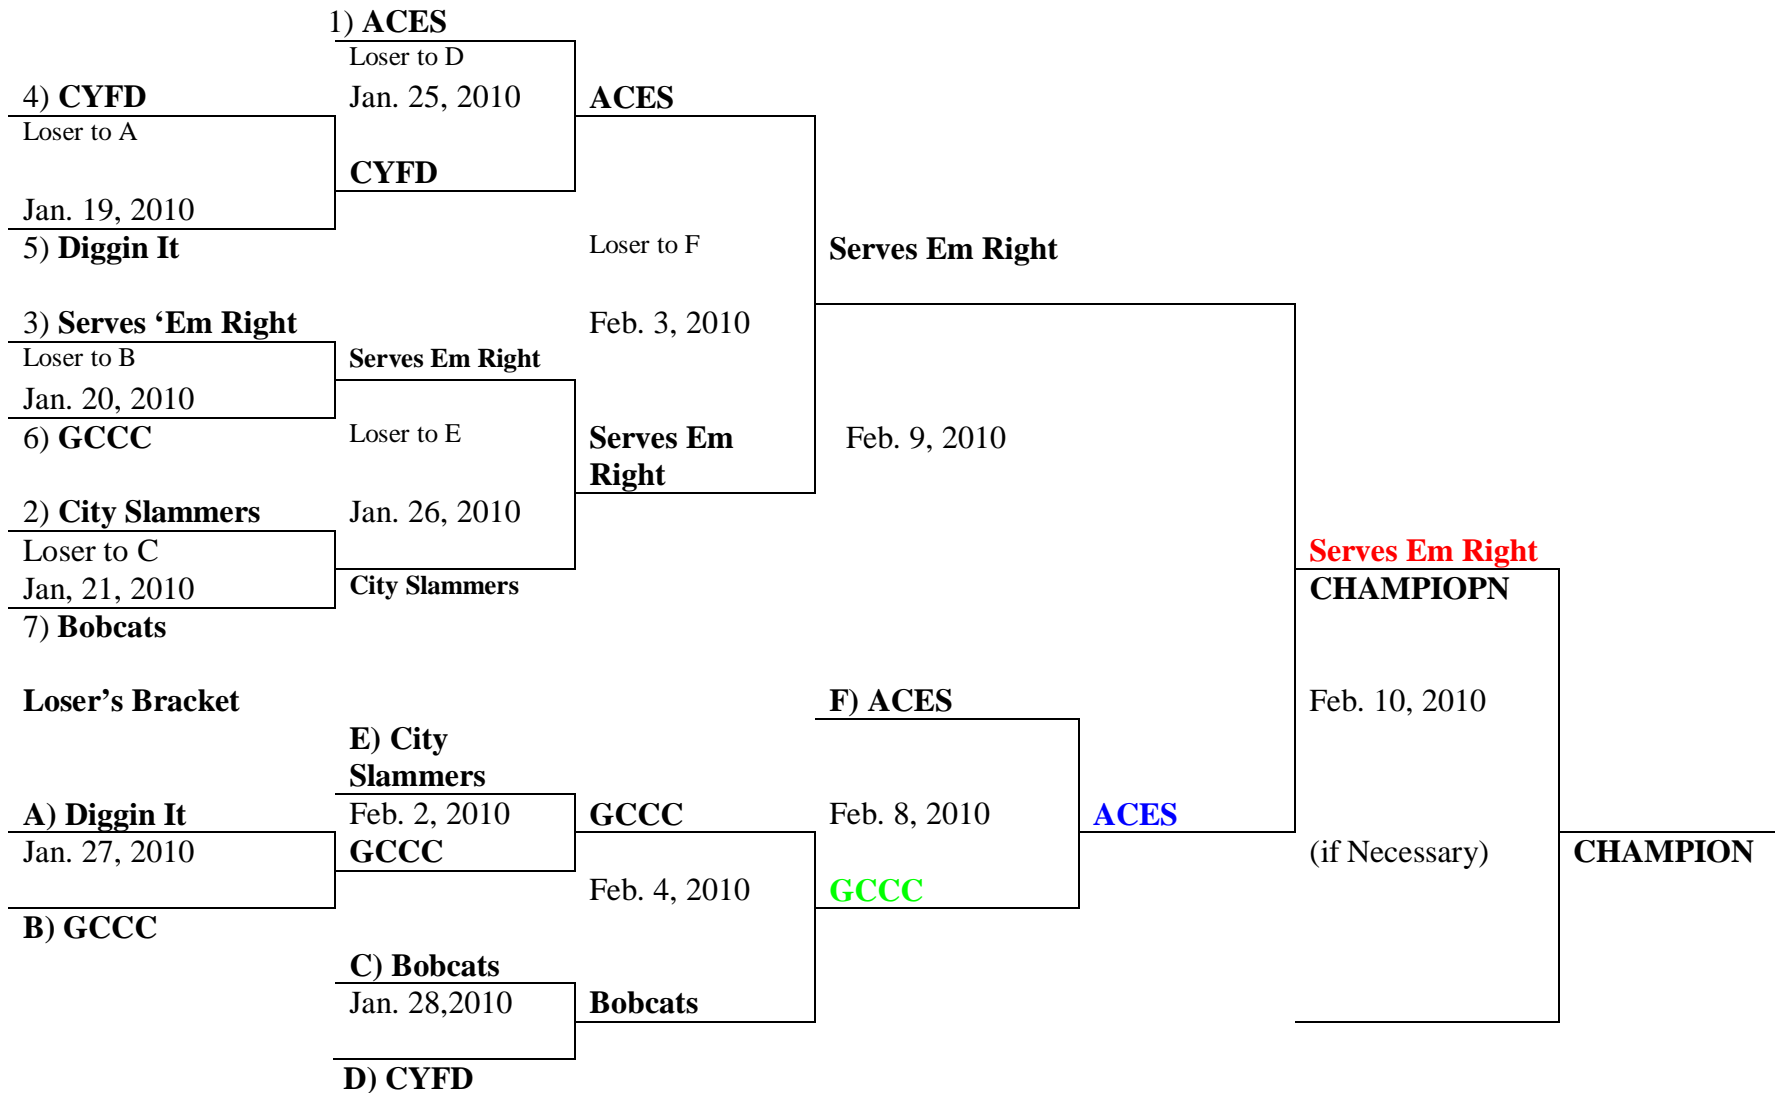 1) ACES
Loser to D
4) CYFD
Jan. 25, 2010
ACES
Loser to A
CYFD
Jan. 19, 2010
5) Diggin It
Loser to F
Serves Em Right
3) Serves ‘Em Right
Feb. 3, 2010
Loser to B
Serves Em Right
Jan. 20, 2010
6) GCCC
Loser to E
Serves Em
Right
Feb. 9, 2010
2) City Slammers
Jan. 26, 2010
Loser to C
Serves Em Right
Jan, 21, 2010
City Slammers
CHAMPIOPN
7) Bobcats
Loser’s Bracket
F) ACES
Feb. 10, 2010
E) City
Slammers
A) Diggin It
Feb. 2, 2010
GCCC
Feb. 8, 2010
ACES
Jan. 27, 2010
GCCC
(if Necessary)
CHAMPION
Feb. 4, 2010
GCCC
B) GCCC
C) Bobcats
Jan. 28,2010
Bobcats
D) CYFD